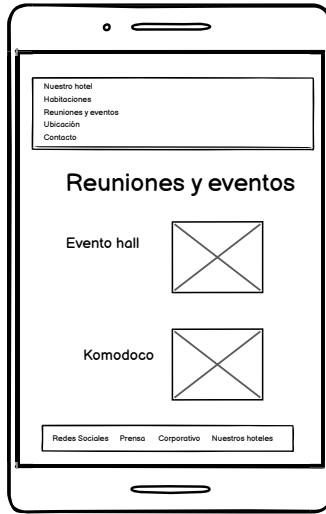 Nuestro hotel
Habitaciones
Reuniones y eventos
Ubicación
Contacto
Reuniones y eventos
Evento hall
Komodoco
Redes Sociales Prensa Corporativo Nuestros hoteles